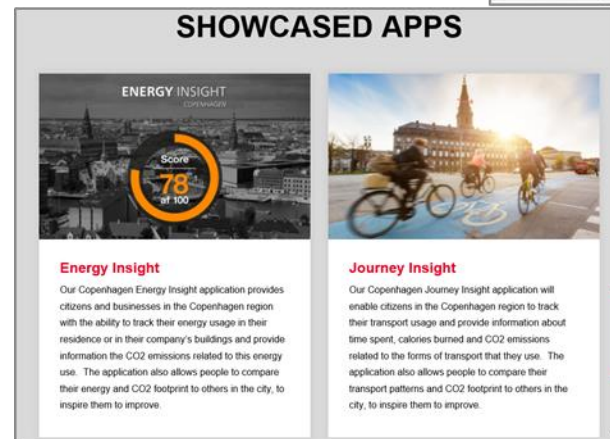 SHOWCASED APPS
ENERGY INSIGHT
COPENHAGEN
Score
78
of 100
Energy Insight
Our Copenhagen Energy Insight application provides
citizens and businesses in the Copenhagen region
with the ability to track their energy usage in their
residence or in their company's buildings and provide
information the CO2 emissions related to this energy
use. The application also allows people to compare
their energy and CO2 footprint to others in the city, to
inspire them to improve.
Journey Insight
Our Copenhagen Journey Insight application will
enable citizens in the Copenhagen region to track
their transport usage and provide information about
time spent, calories burned and CO2 emissions
related to the forms of transport that they use. The
application also allows people to compare their
transport patterns and CO2 footprint to others in the
city, to inspire them to improve.